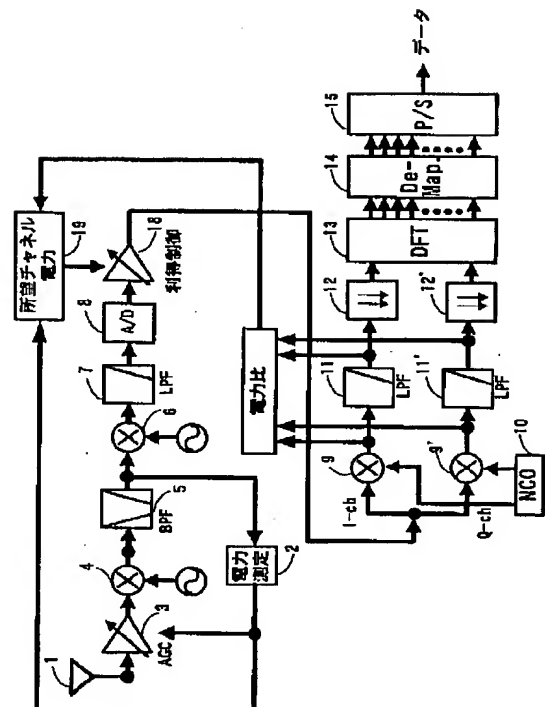 1
3
AGC
4
5
BPF
6
7
LPF
8
A/D
18
利得制御
19
所望チャネル
電力
2
電力
測定
電力比
I-ch
Q-ch
9
9'
10
NCO
11
LPF
11'
LPF
12
12'
13
DFT
14
De-Map.
15
P/S
データ